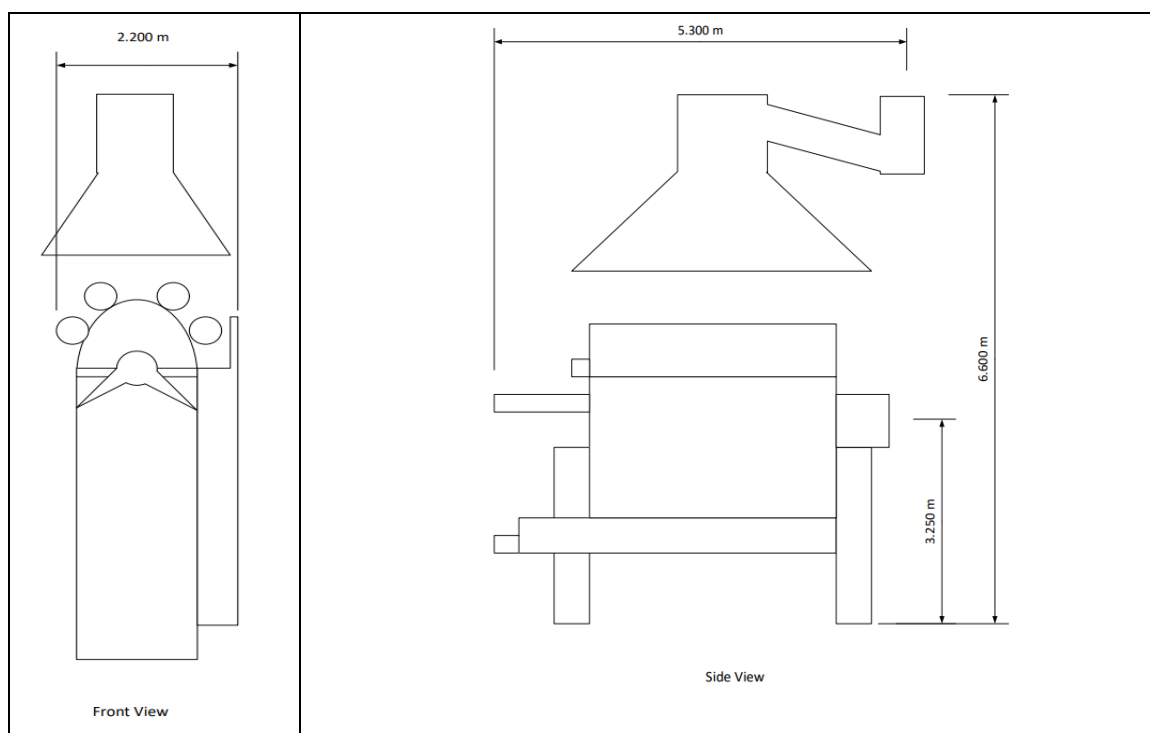 2.200 m
Front View
5.300 m
6.600 m
3.250 m
Side View